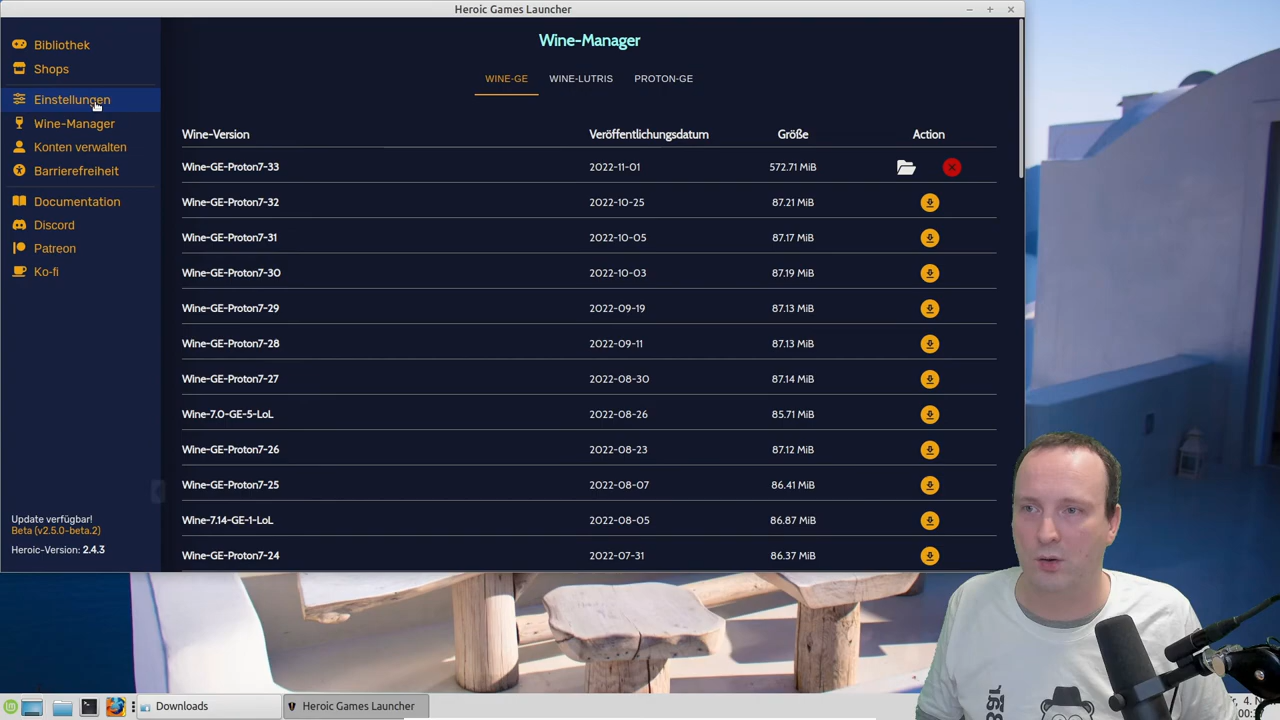 Heroic Games Launcher
Bibliothek
Shops
Einstellungen
Wine-Manager
Konten verwalten
Barrierefreiheit
Documentation
Discord
Patreon
Ko-fi
Update verfügbar!
Beta (v2.5.0-beta.2)
Heroic-Version: 2.4.3
Wine-Manager
WINE-GE WINE-LUTRIS PROTON-GE
Wine-Version Veröffentlichungsdatum Größe Action
Wine-GE-Proton7-33 2022-11-01 572.71 MiB
Wine-GE-Proton7-32 2022-10-25 87.21 MiB
Wine-GE-Proton7-31 2022-10-05 87.17 MiB
Wine-GE-Proton7-30 2022-10-03 87.19 MiB
Wine-GE-Proton7-29 2022-09-19 87.13 MiB
Wine-GE-Proton7-28 2022-09-11 87.13 MiB
Wine-GE-Proton7-27 2022-08-30 87.14 MiB
Wine-7.0-GE-5-LoL 2022-08-26 85.71 MiB
Wine-GE-Proton7-26 2022-08-23 87.12 MiB
Wine-GE-Proton7-25 2022-08-07 86.41 MiB
Wine-7.14-GE-1-LoL 2022-08-05 86.87 MiB
Wine-GE-Proton7-24 2022-07-31 86.37 MiB
Downloads
Heroic Games Launcher